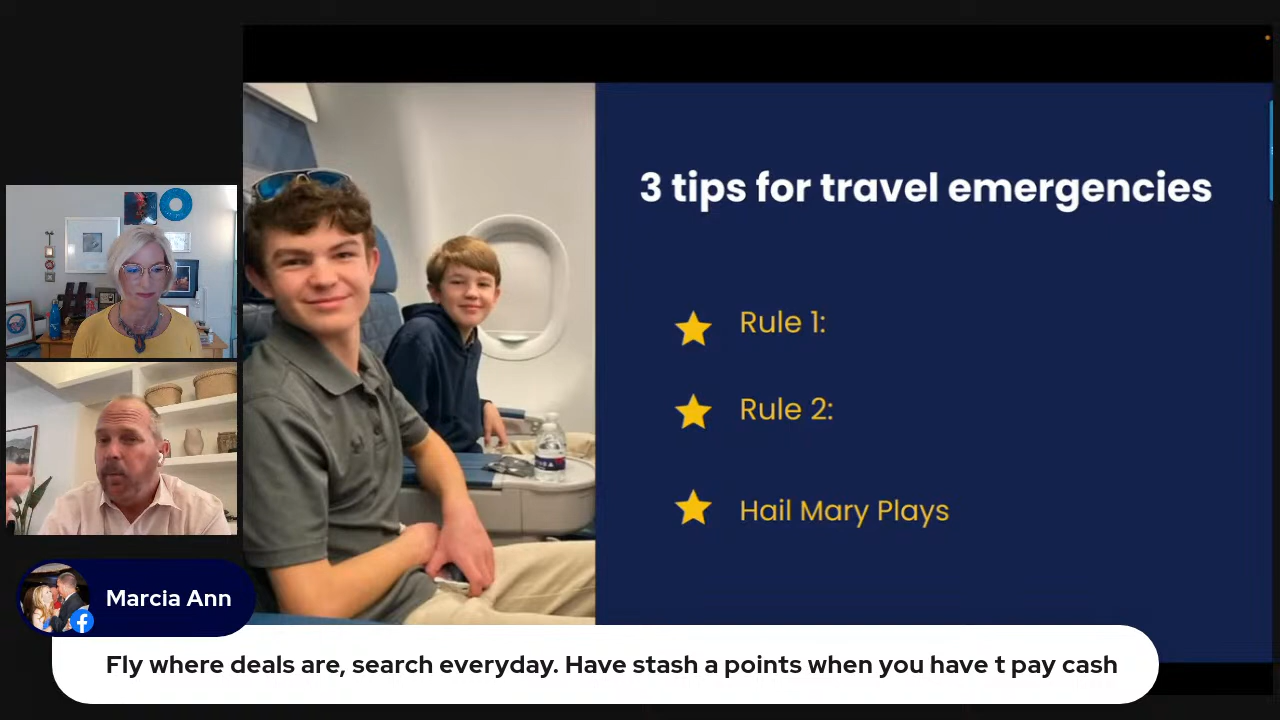 3 tips for travel emergencies
Rule 1:
Rule 2:
Hail Mary Plays
Marcia Ann
Fly where deals are, search everyday. Have stash a points when you have t pay cash